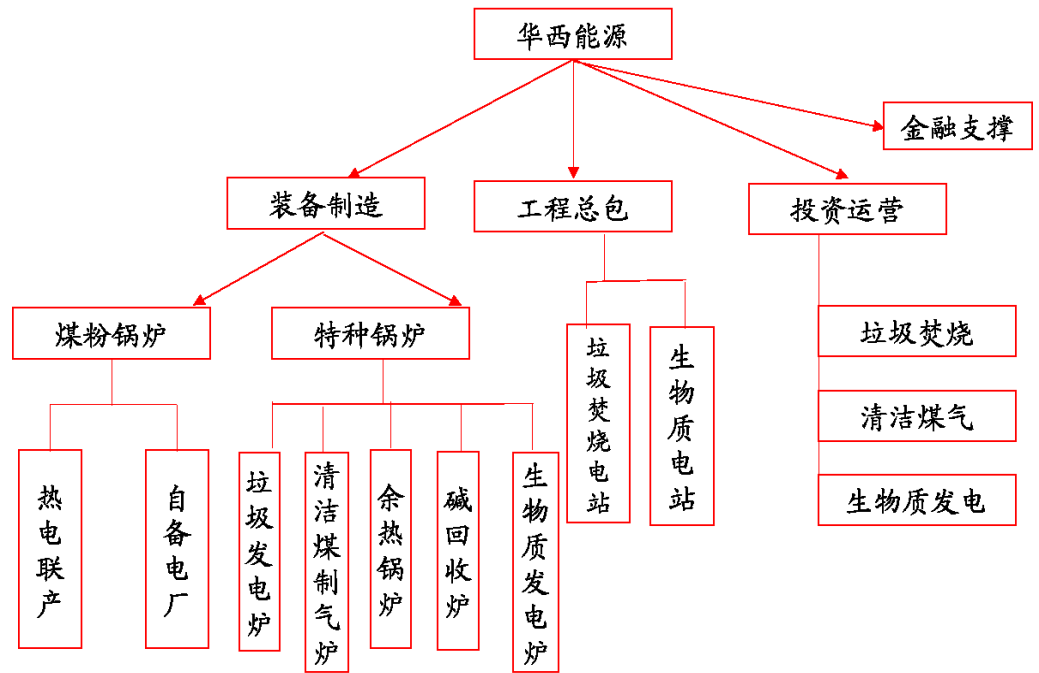 华西能源
金融支撑
装备制造
工程总包
投资运营
煤粉锅炉
特种锅炉
垃圾焚烧电站
生物质电站
垃圾焚烧
清洁煤气
生物质发电
热电联产
自备电厂
垃圾发电炉
清洁煤制气炉
余热锅炉
碱回收炉
生物质发电炉